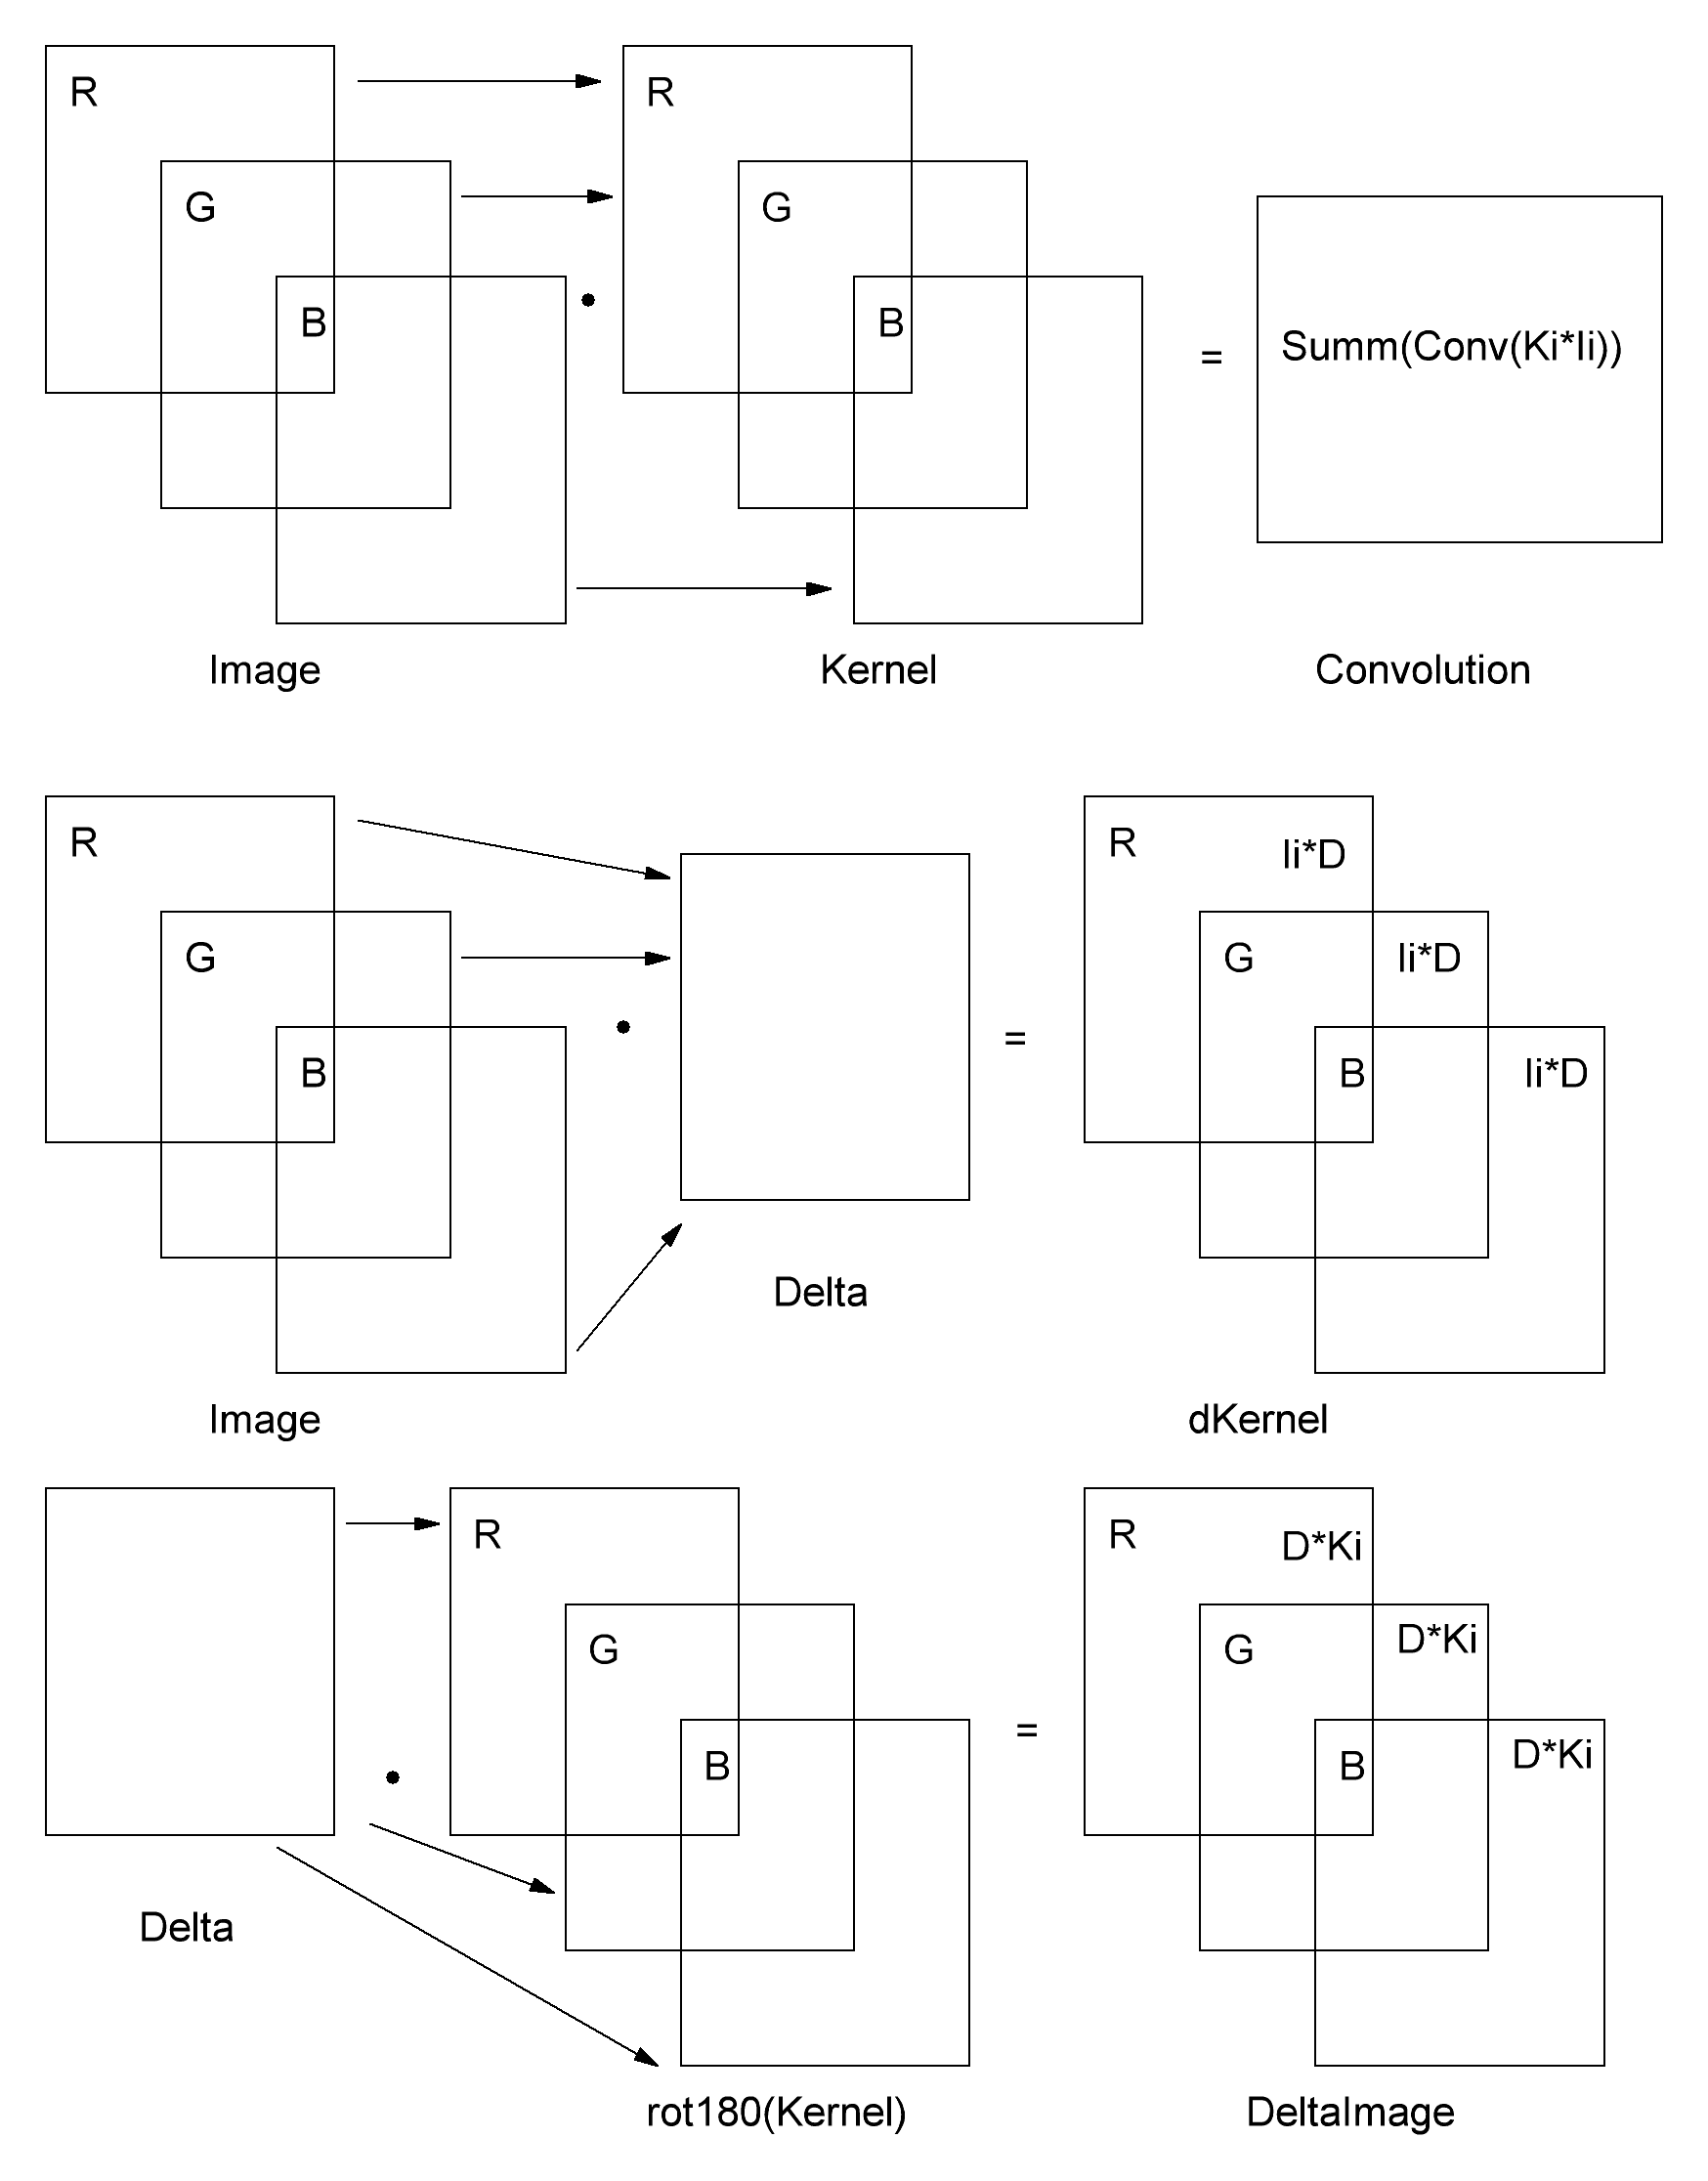 R
R
G
G
B
B
=
Summ(Conv(Ki*Ii))
Image
Kernel
Convolution
R
R
Ii*D
G
G
Ii*D
B
=
B
Ii*D
Delta
Image
dKernel
R
R
D*Ki
G
G
D*Ki
B
=
B
D*Ki
Delta
rot180(Kernel)
DeltaImage